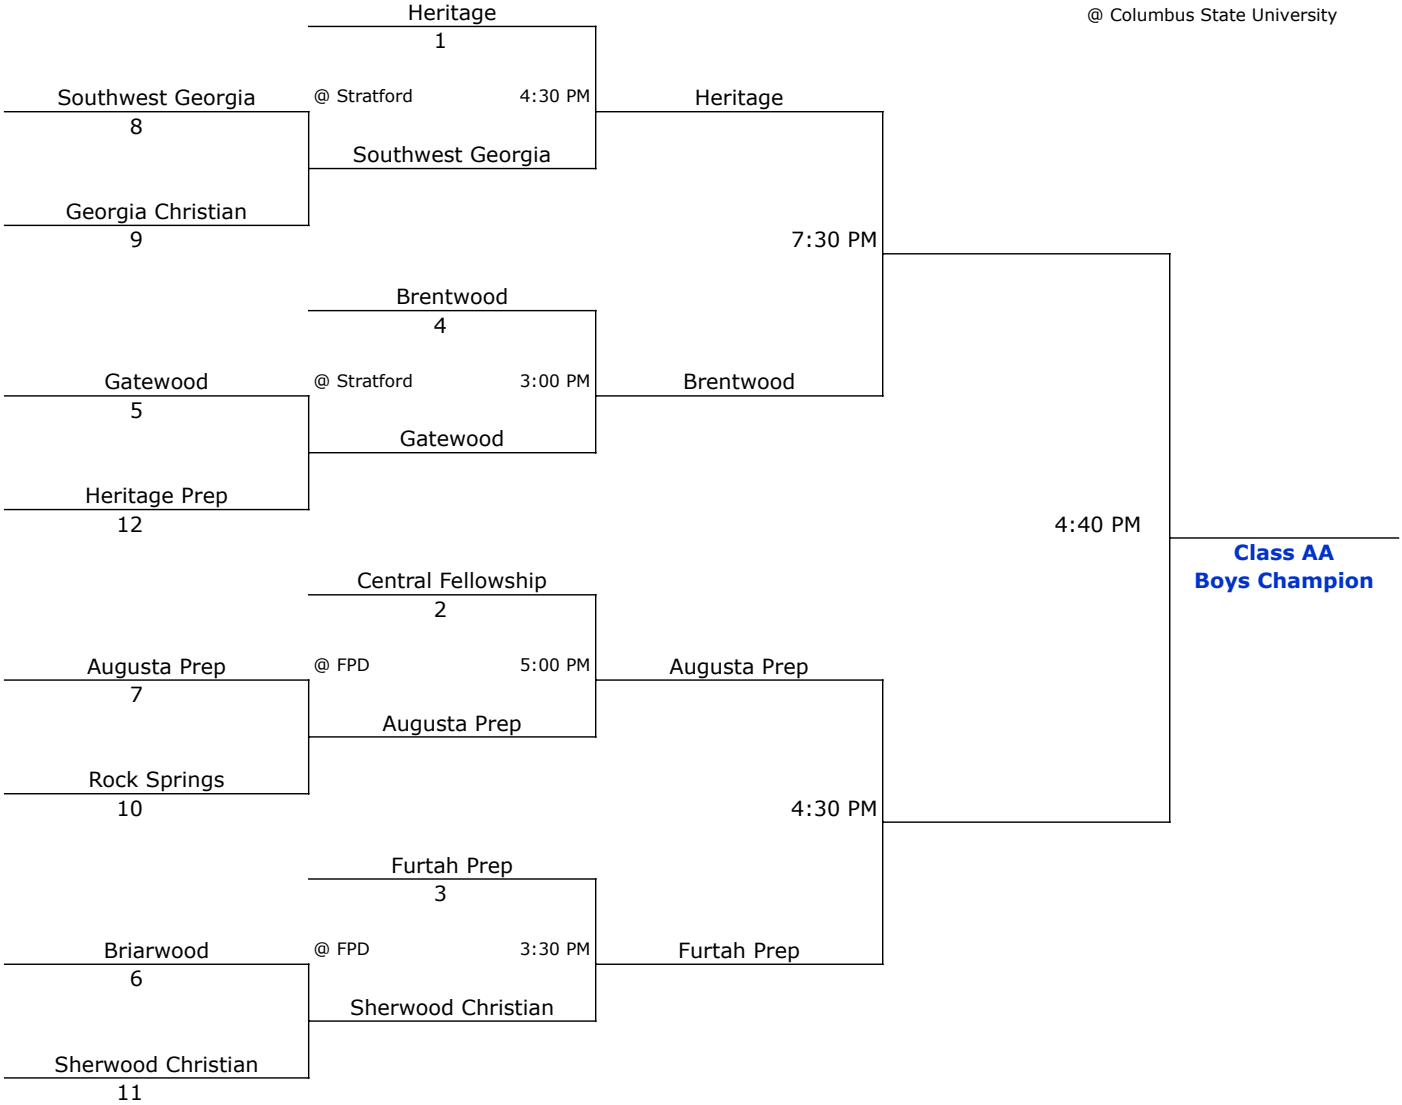 Heritage
@ Columbus State University
1
Southwest Georgia
@ Stratford 4:30 PM
Heritage
8
Southwest Georgia
Georgia Christian
9
7:30 PM
Brentwood
4
Gatewood
@ Stratford 3:00 PM
Brentwood
5
Gatewood
Heritage Prep
12
4:40 PM
Class AA
Boys Champion
Central Fellowship
2
Augusta Prep
@ FPD 5:00 PM
Augusta Prep
7
Augusta Prep
Rock Springs
10
4:30 PM
Furtah Prep
3
Briarwood
@ FPD 3:30 PM
Furtah Prep
6
Sherwood Christian
Sherwood Christian
11